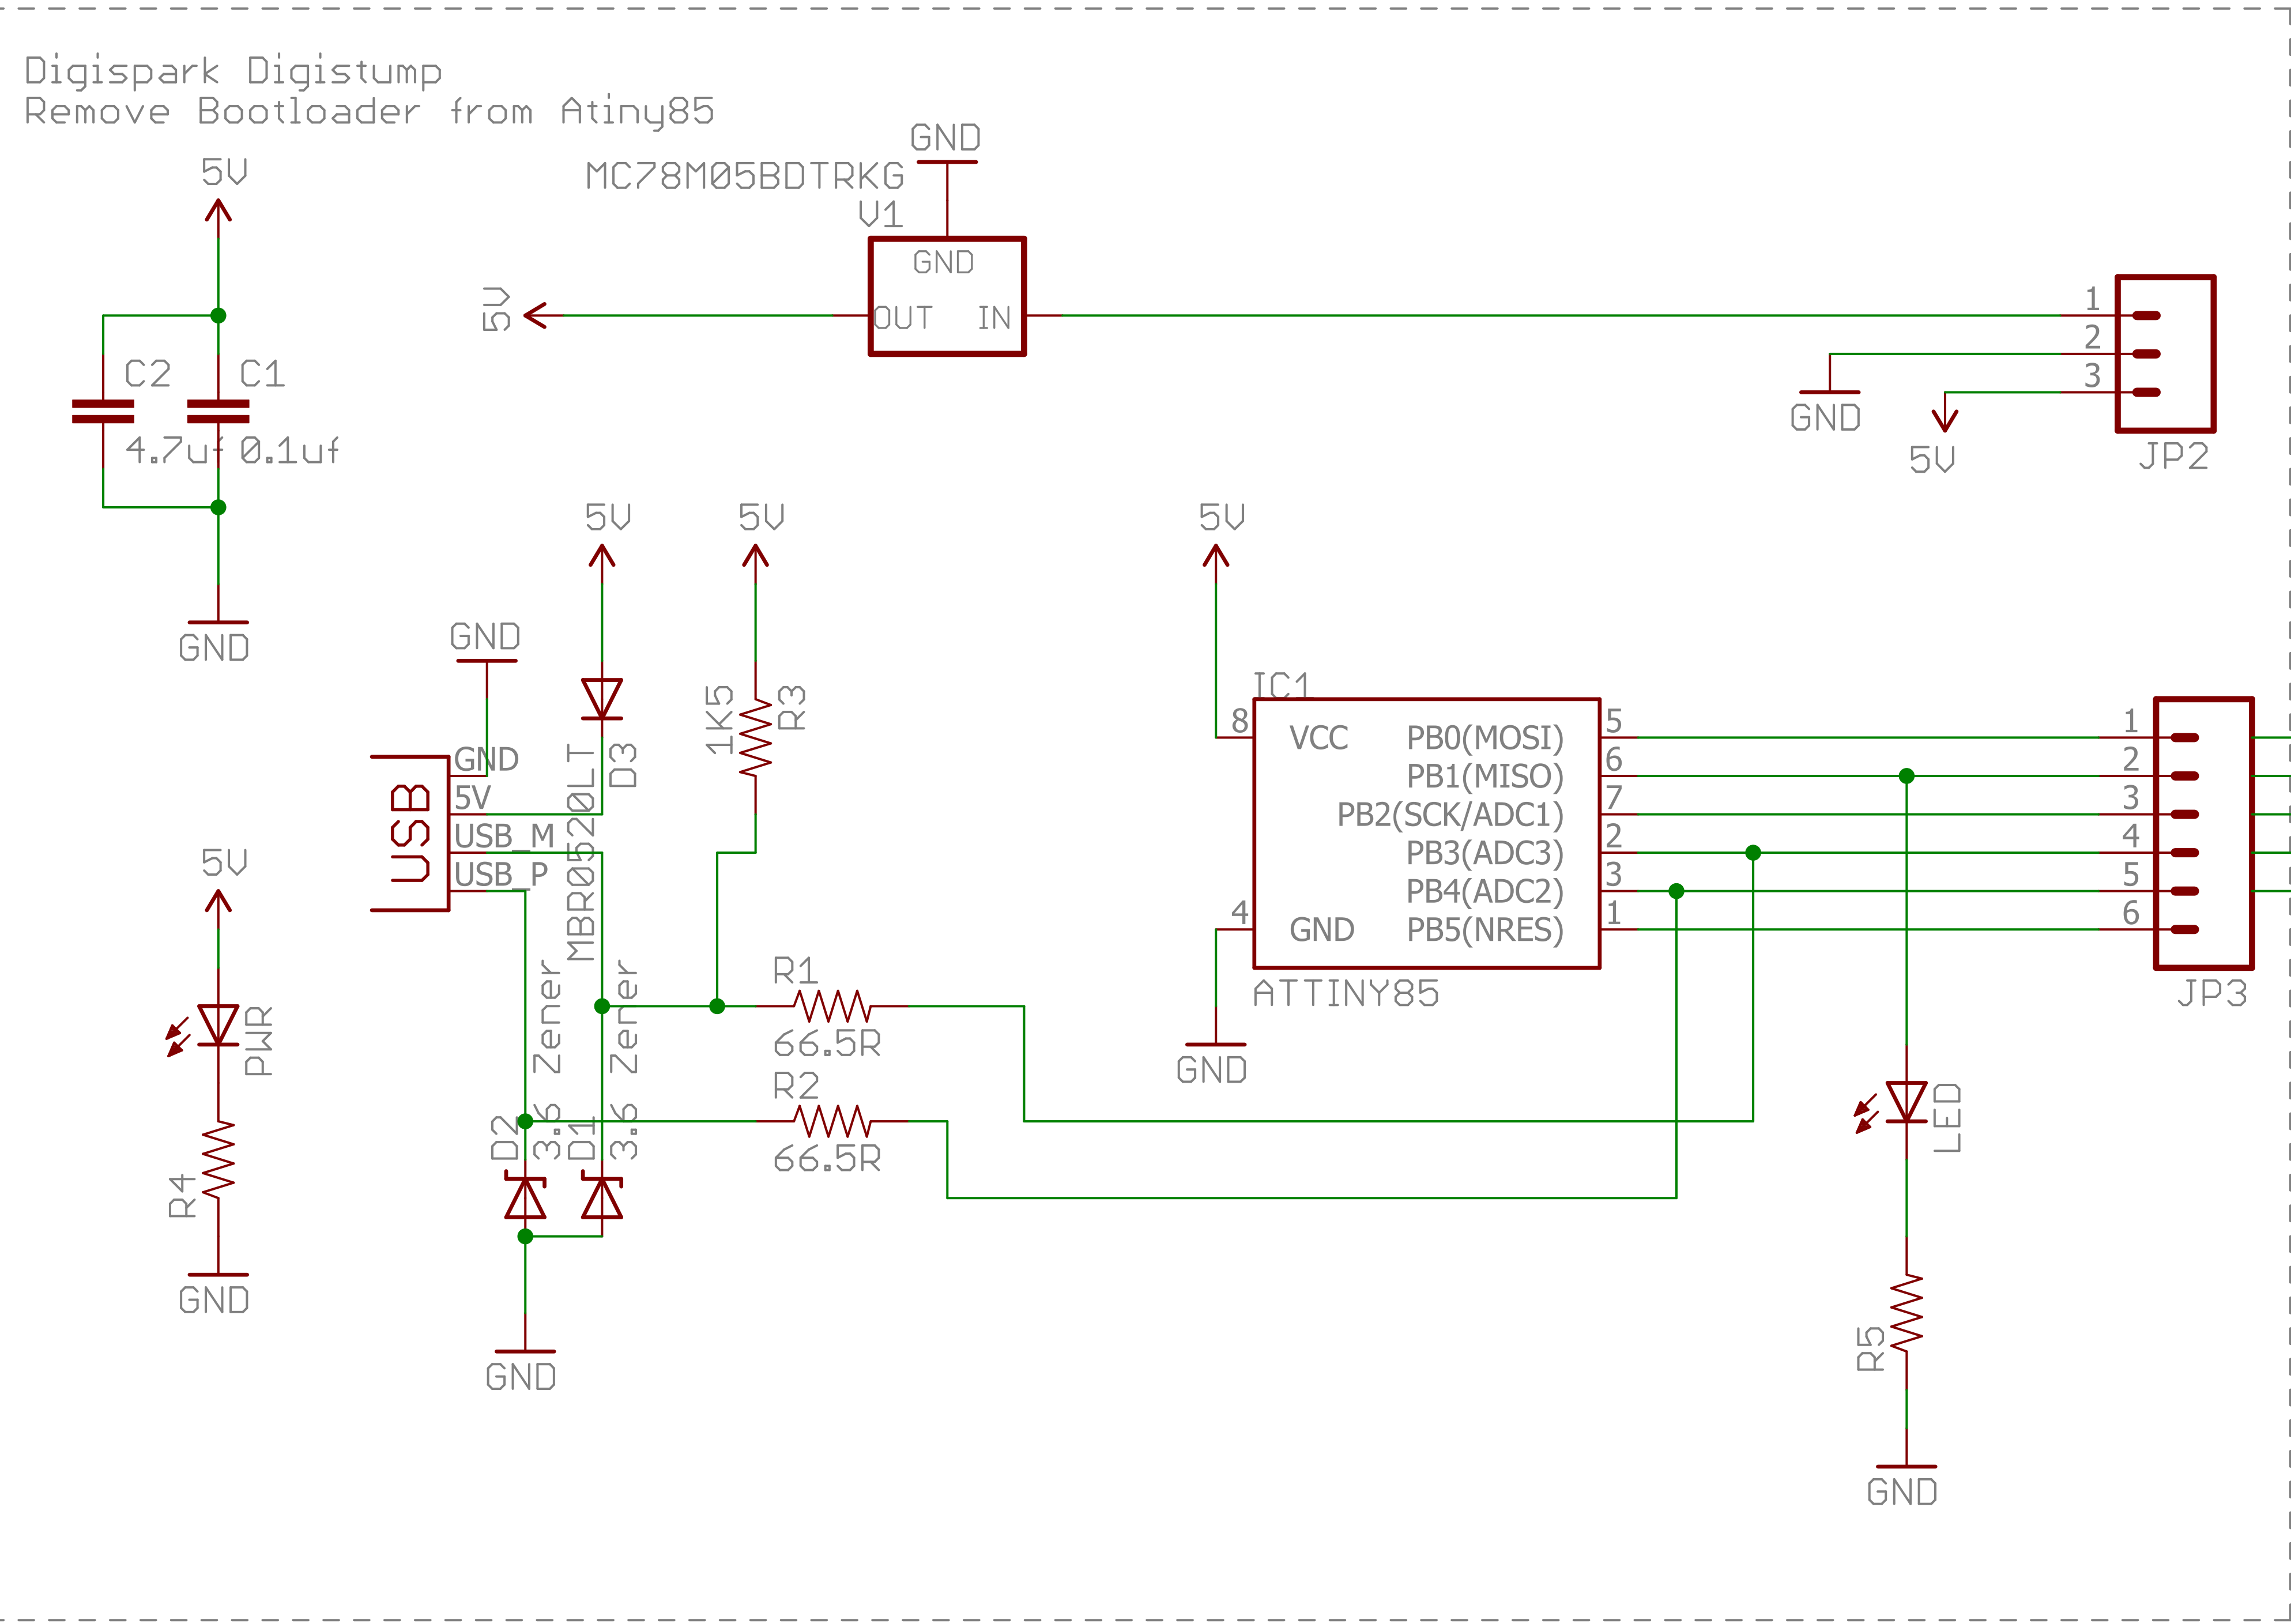 Digispark Digistump
Remove Bootloader from Atiny85
5V
C2
C1
4.7uf
0.1uf
GND
GND
MC78M05BDTRKG
V1
GND
OUT
IN
5V
1
2
3
GND
5V
JP2
5V
5V
5V
GND
1K5
R3
D3
MBR0520LT
USB
GND
5V
USB_M
USB_P
IC1
8
VCC
PB0(MOSI)
5
PB1(MISO)
6
PB2(SCK/ADC1)
7
PB3(ADC3)
2
PB4(ADC2)
3
4
GND
PB5(NRES)
1
ATTINY85
GND
1
2
3
4
5
6
JP3
5V
PWR
R4
GND
R1
66.5R
R2
66.5R
D2
3.6 Zener
D1
3.6 Zener
GND
LED
R5
GND